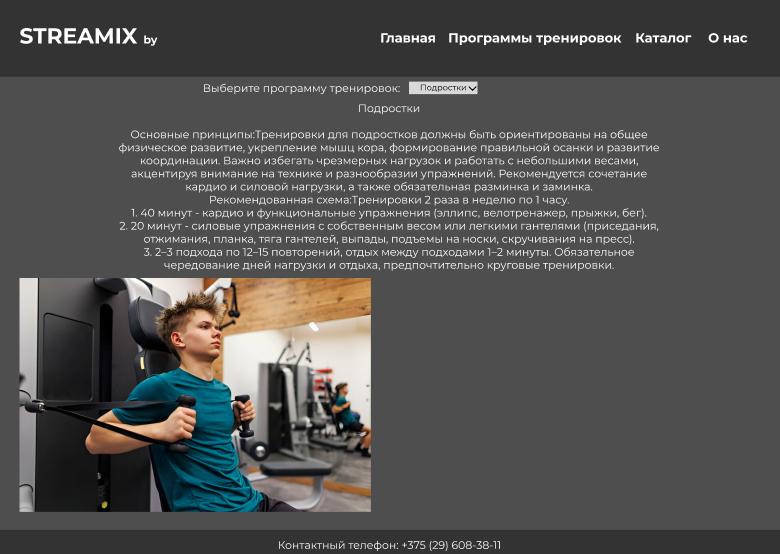 STREAMIX by
Главная Программы тренировок Каталог О нас
Выберите программу тренировок: Подростки
Подростки
Основные принципы:Тренировки для подростков должны быть ориентированы на общее
физическое развитие, укрепление мышц кора, формирование правильной осанки и развитие
координации. Важно избегать чрезмерных нагрузок и работать с небольшими весами,
акцентируя внимание на технике и разнообразии упражнений. Рекомендуется сочетание
кардио и силовой нагрузки, а также обязательная разминка и заминка.
Рекомендованная схема:Тренировки 2 раза в неделю по 1 часу.
1. 40 минут - кардио и функциональные упражнения (эллипс, велотренажер, прыжки, бег).
2. 20 минут - силовые упражнения с собственным весом или легкими гантелями (приседания,
отжимания, планка, тяга гантелей, выпады, подъемы на носки, скручивания на пресс).
3. 2–3 подхода по 12–15 повторений, отдых между подходами 1–2 минуты. Обязательное
чередование дней нагрузки и отдыха, предпочтительно круговые тренировки.
Контактный телефон: +375 (29) 608-38-11